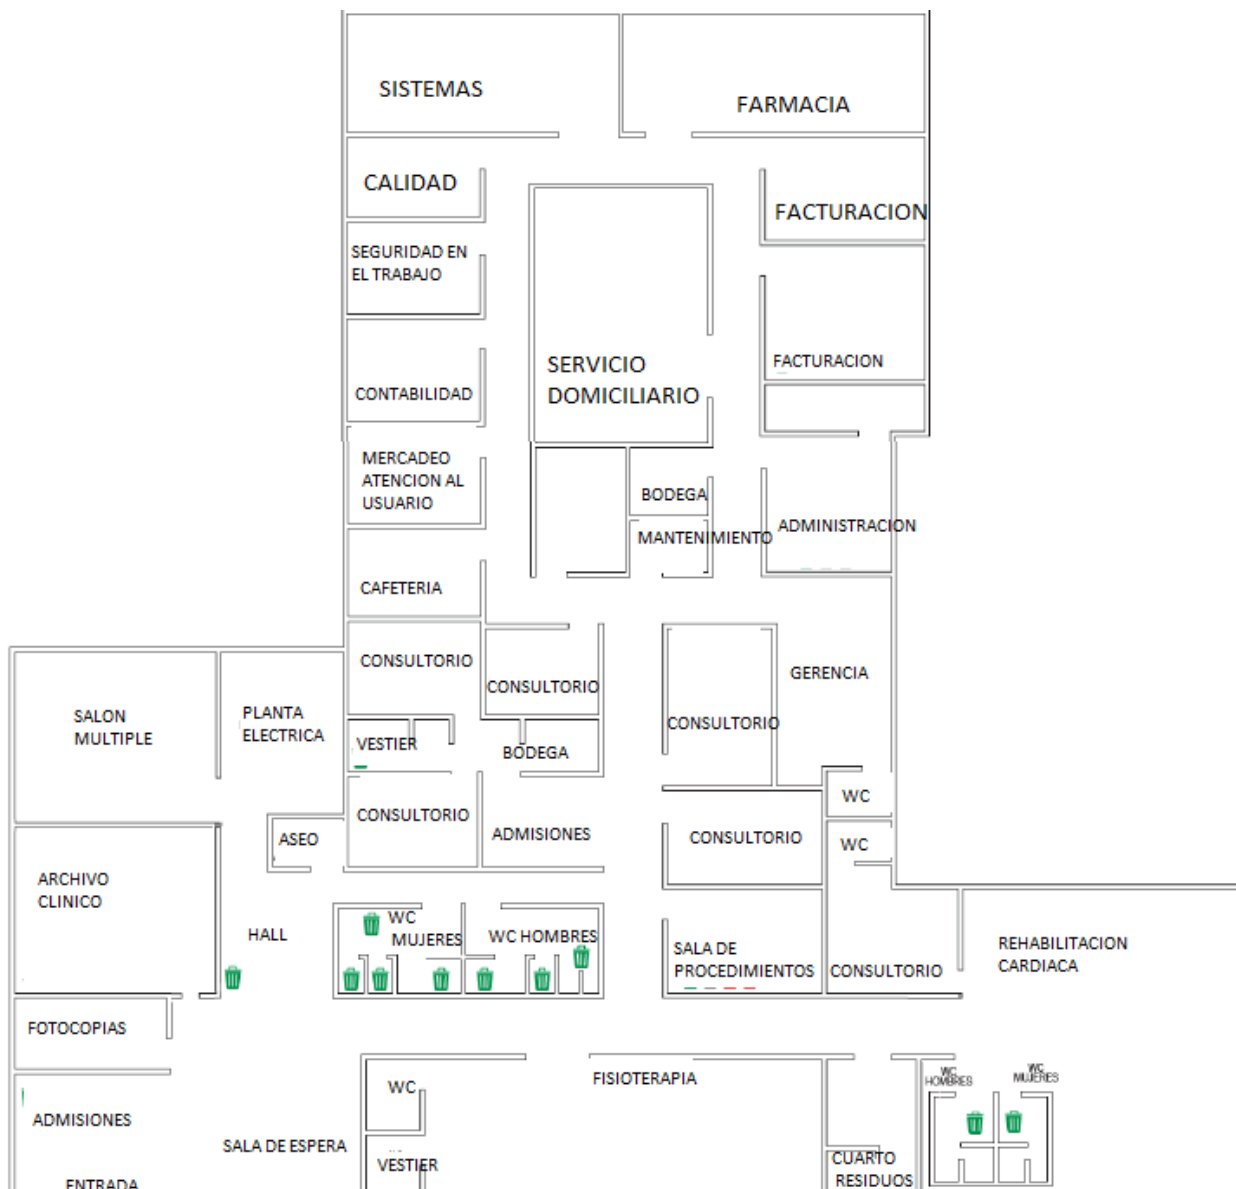 SISTEMAS
FARMACIA
CALIDAD
FACTURACION
SEGURIDAD EN
EL TRABAJO
SERVICIO
DOMICILIARIO
FACTURACION
CONTABILIDAD
MERCADEO
ATENCION AL
USUARIO
BODEGA
MANTENIMIENTO
ADMINISTRACION
CAFETERIA
CONSULTORIO
CONSULTORIO
GERENCIA
SALON
MULTIPLE
PLANTA
ELECTRICA
CONSULTORIO
VESTIER
BODEGA
WC
CONSULTORIO
ADMISIONES
CONSULTORIO
WC
ASEO
ARCHIVO
CLINICO
HALL
WC
MUJERES
WC HOMBRES
SALA DE
PROCEDIMIENTOS
CONSULTORIO
REHABILITACION
CARDIACA
FOTOCOPIAS
WC
FISIOTERAPIA
WC
HOMBRES
WC
MUJERES
ADMISIONES
SALA DE ESPERA
VESTIER
CUARTO
RESIDUOS
ENTRADA